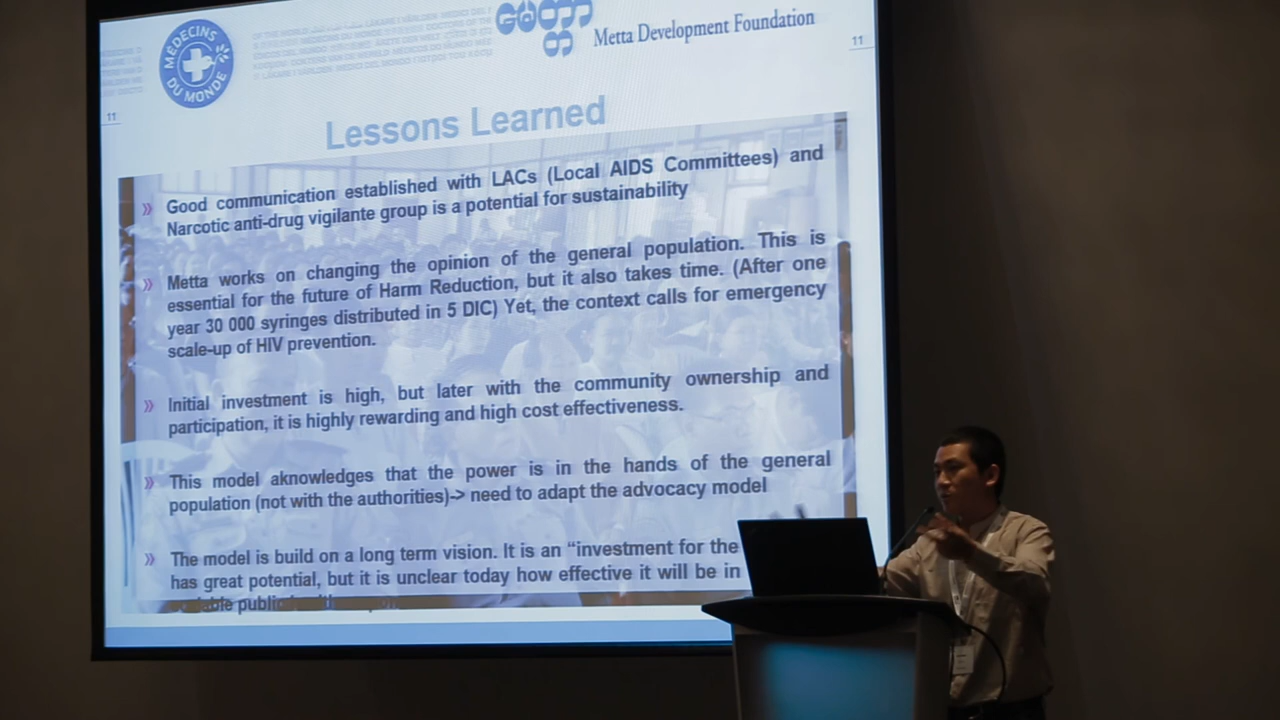 MÉDECINS
DU MONDE
Metta Development Foundation
11
11
Lessons Learned
» Good communication established with LACs (Local AIDS Committees) and
Narcotic anti-drug vigilante group is a potential for sustainability
» Metta works on changing the opinion of the general population. This is
essential for the future of Harm Reduction, but it also takes time. (After one
year 30 000 syringes distributed in 5 DIC) Yet, the context calls for emergency
scale-up of HIV prevention.
» Initial investment is high, but later with the community ownership and
participation, it is highly rewarding and high cost effectiveness.
» This model aknowledges that the power is in the hands of the general
population (not with the authorities)-> need to adapt the advocacy model
» The model is build on a long term vision. It is an “investment for the
has great potential, but it is unclear today how effective it will be in
public